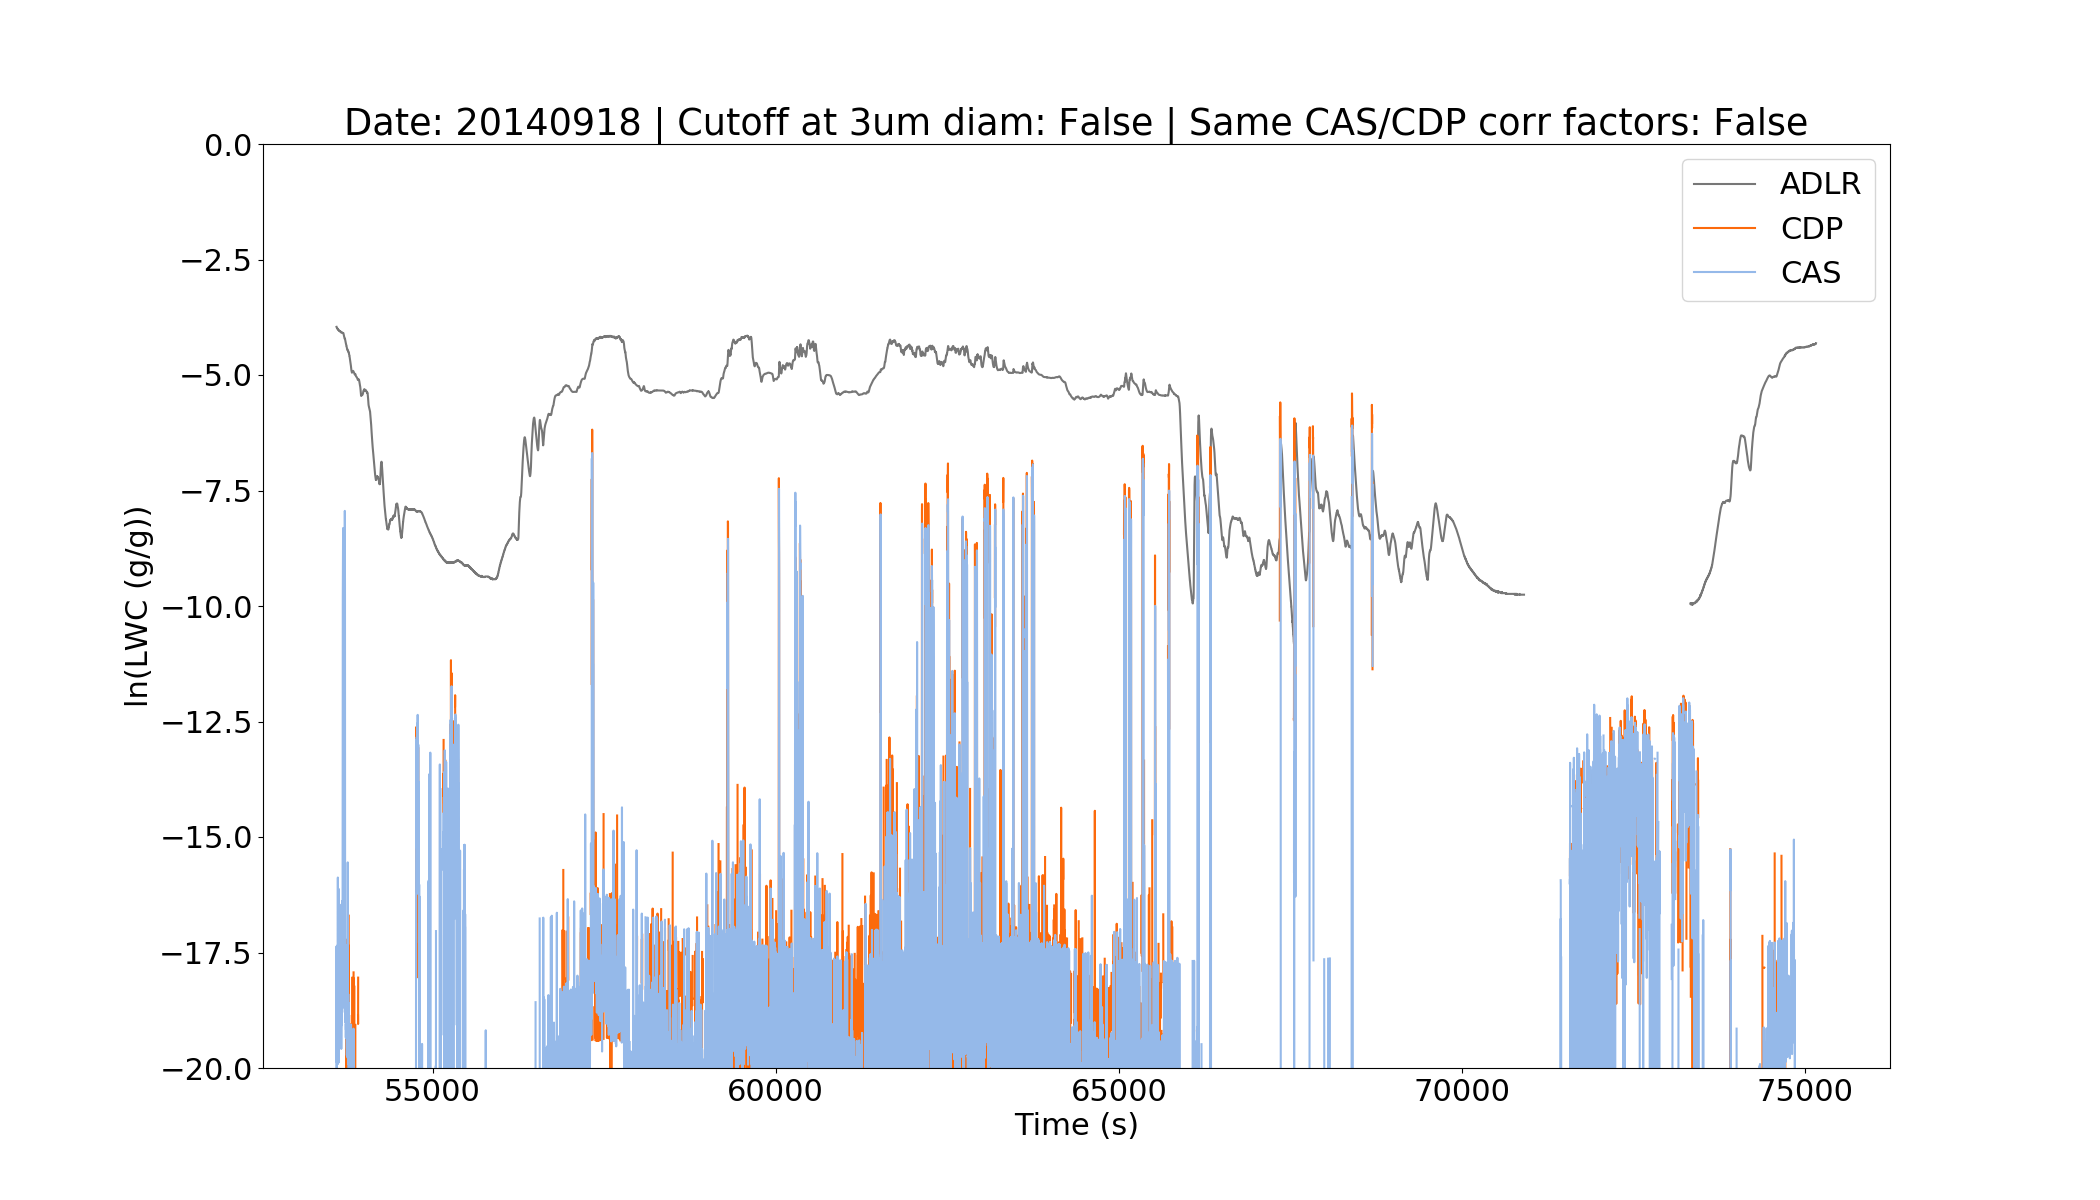 Date: 20140918 | Cutoff at 3um diam: False | Same CAS/CDP corr factors: False
ADLR
CDP
CAS
0.0
−2.5
−5.0
−7.5
−10.0
−12.5
−15.0
−17.5
−20.0
ln(LWC (g/g))
55000 60000 65000 70000 75000
Time (s)